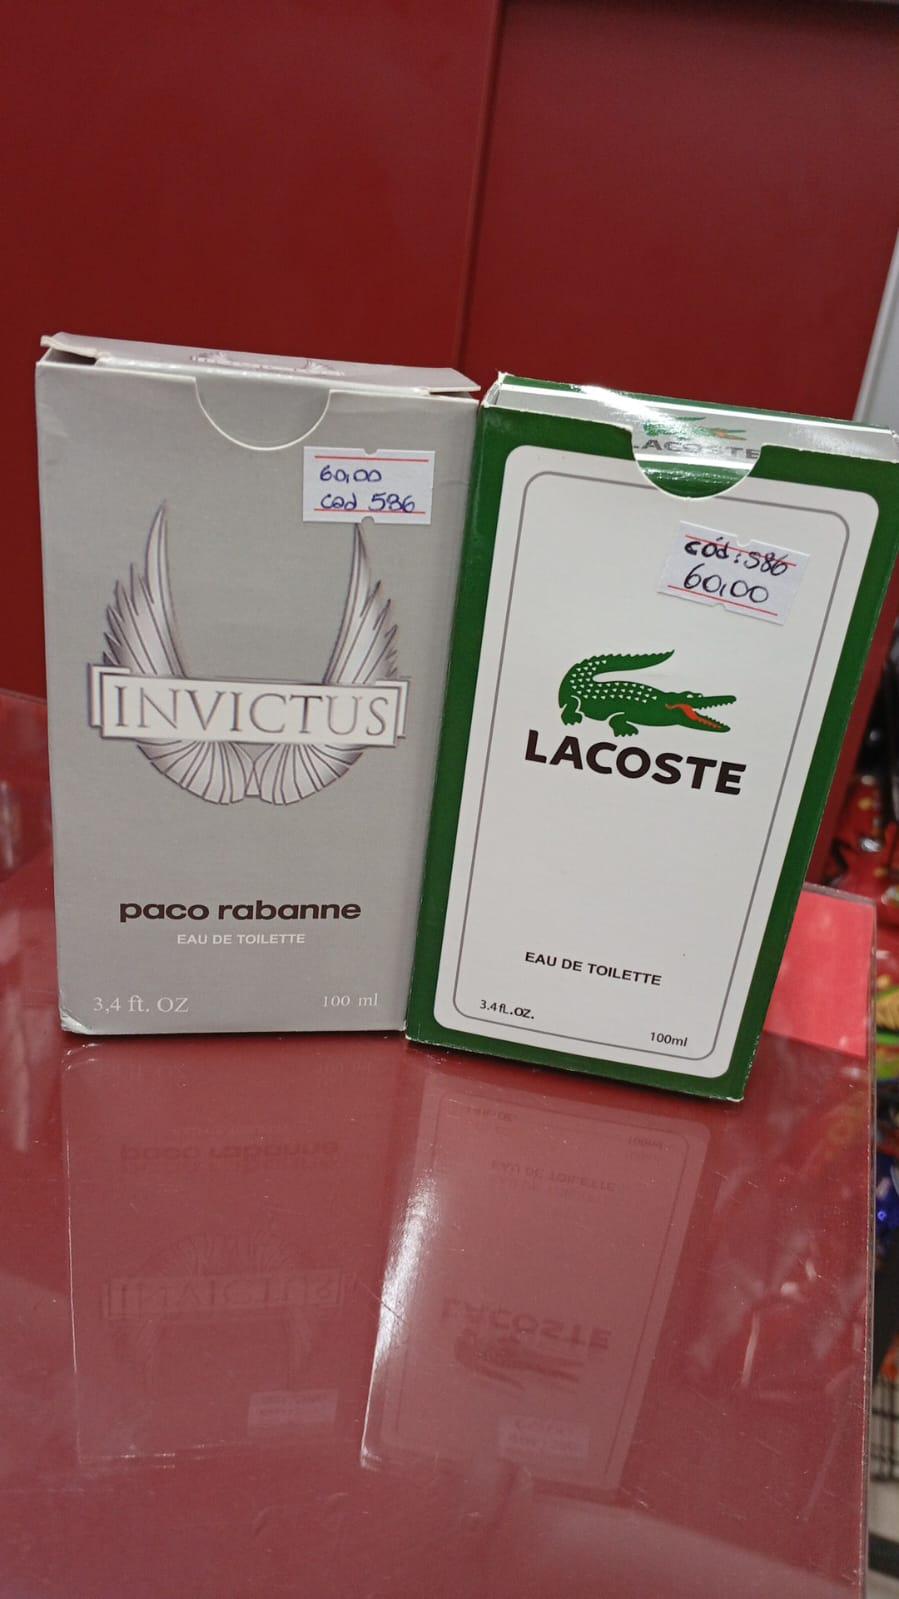 60,00
cod 586
INVICTUS
paco rabanne
EAU DE TOILETTE
3,4 ft. OZ
100 ml
LACOSTE
cód: 586
60,00
LACOSTE
EAU DE TOILETTE
3.4fL.OZ.
100ml